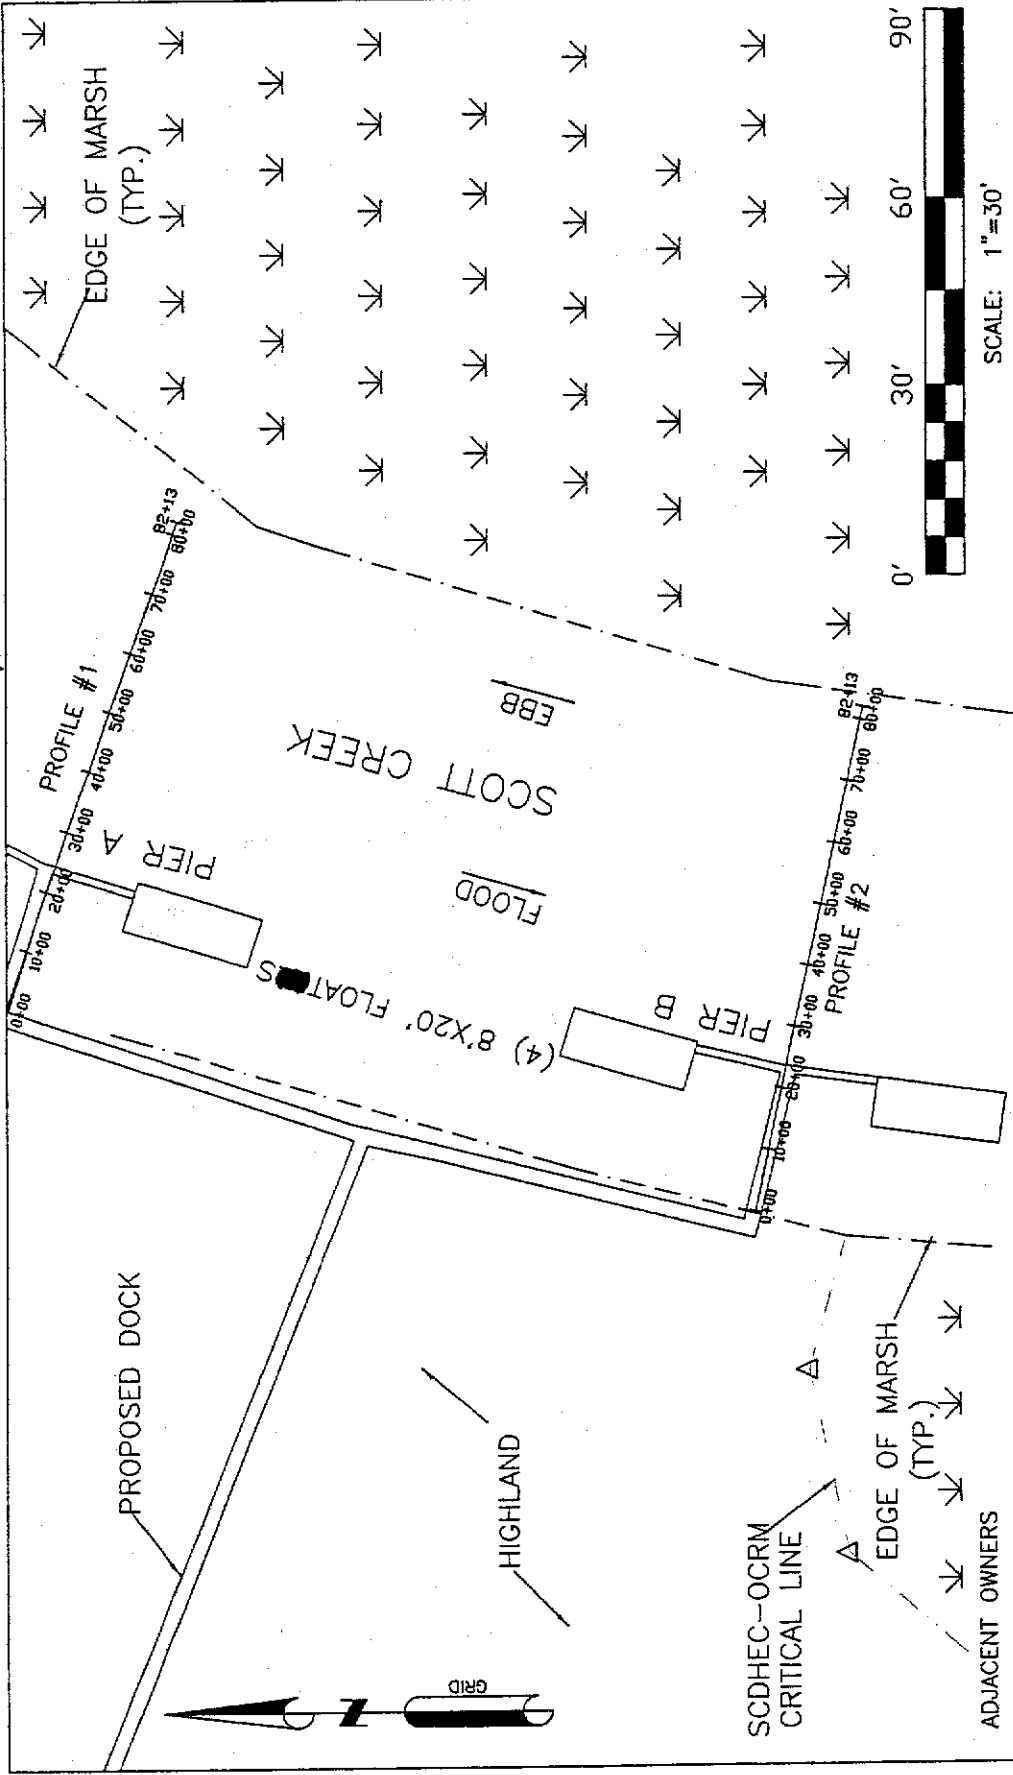 EDGE OF MARSH
(TYP.)
PROFILE #1
0+00
10+00
20+00
30+00
40+00
50+00
60+00
70+00
80+00
82+13
PIER A
EBB
SCOTT CREEK
FLOOD
(4) 8'X20' FLOATS
PIER B
0+00
10+00
20+00
30+00
40+00
50+00
60+00
70+00
80+00
82+13
PROFILE #2
PROPOSED DOCK
HIGHLAND
N
GRID
SCDHEC-OCRM
CRITICAL LINE
EDGE OF MARSH
(TYP.)
ADJACENT OWNERS
0' 30' 60' 90'
SCALE: 1"=30'